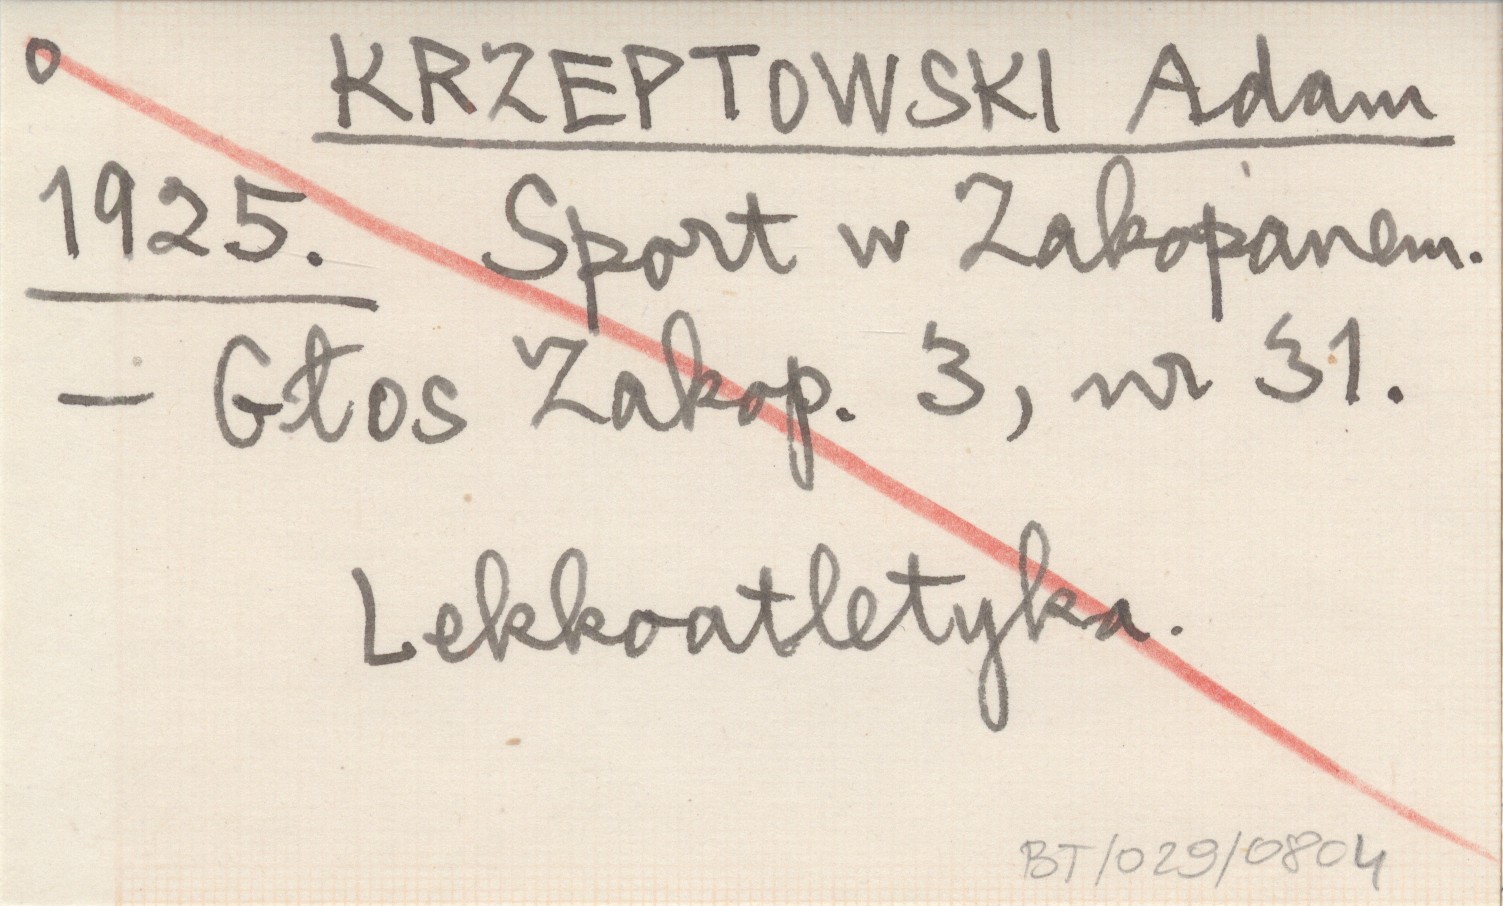 o KRZEPTOWSKI Adam
1925. Sport w Zakopanem.
— Głos Zakop. 3, nr 31.
Lekkoatletyka.
BT/029/0804